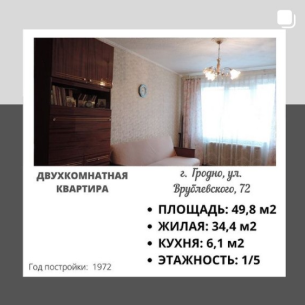 ДВУХКОМНАТНАЯ
КВАРТИРА
г. Гродно, ул.
Врублевского, 72
• ПЛОЩАДЬ: 49,8 м2
• ЖИЛАЯ: 34,4 м2
• КУХНЯ: 6,1 м2
• ЭТАЖНОСТЬ: 1/5
Год постройки: 1972